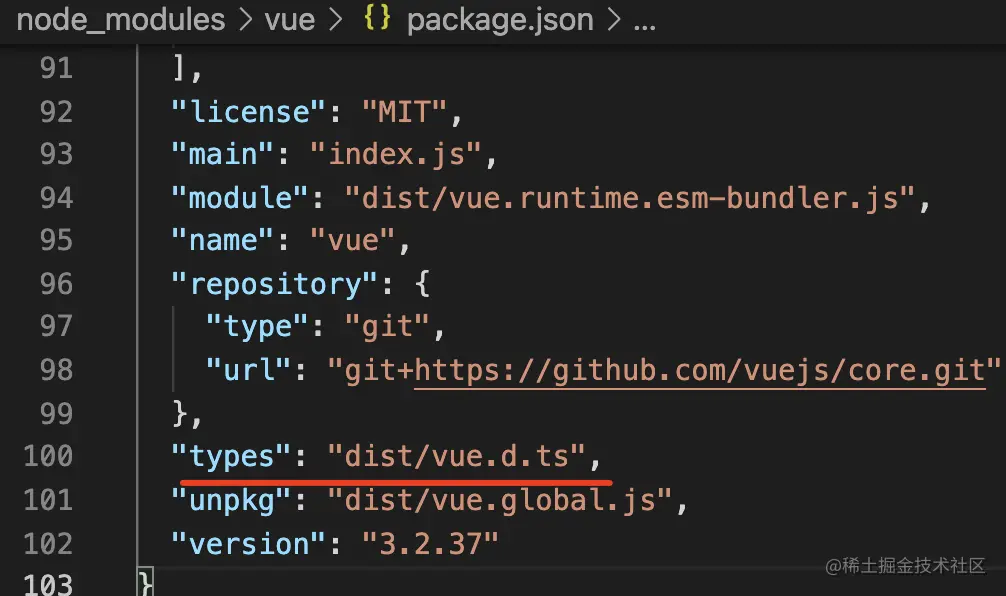 node_modules > vue > {} package.json > ...
91 ],
92 "license": "MIT",
93 "main": "index.js",
94 "module": "dist/vue.runtime.esm-bundler.js",
95 "name": "vue",
96 "repository": {
97 "type": "git",
98 "url": "git+https://github.com/vuejs/core.git"
99 },
100 "types": "dist/vue.d.ts",
101 "unpkg": "dist/vue.global.js",
102 "version": "3.2.37"
103 }
@稀土掘金技术社区